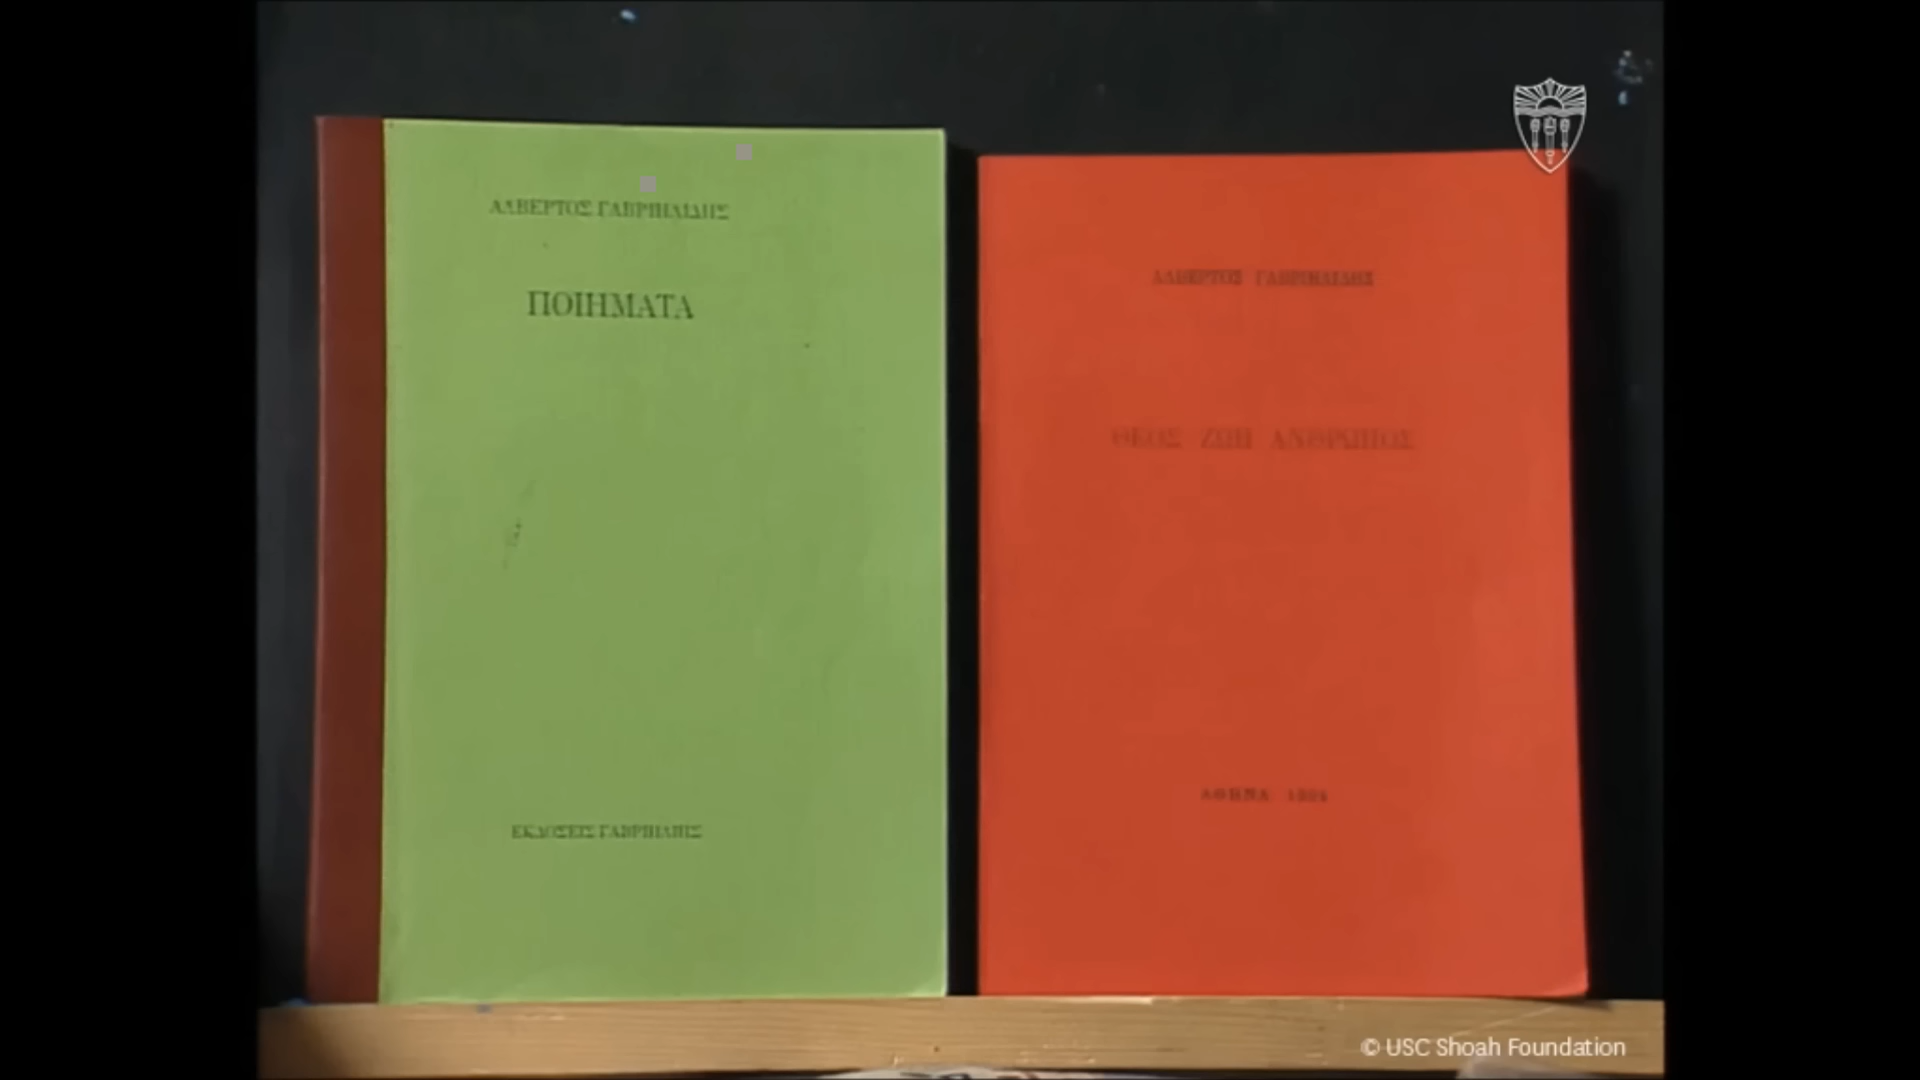 ΑΛΒΕΡΤΟΣ ΓΑΒΡΙΗΛΙΔΗΣ
ΠΟΙΗΜΑΤΑ
ΕΚΔΟΣΕΙΣ ΓΑΒΡΙΗΛΙΔΗΣ
ΑΛΒΕΡΤΟΣ ΓΑΒΡΙΗΛΙΔΗΣ
ΘΕΟΣ ΖΩΗ ΑΝΘΡΩΠΟΣ
ΑΘΗΝΑ
© USC Shoah Foundation